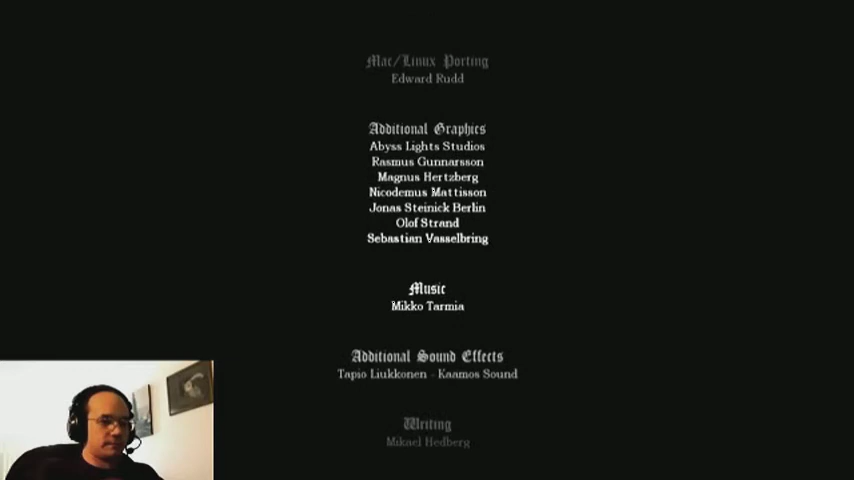 Mac/Linux Porting
Edward Rudd
Additional Graphics
Abyss Lights Studios
Rasmus Gunnarsson
Magnus Hertzberg
Nicodemus Mattisson
Jonas Steinick Berlin
Olof Strand
Sebastian Vasselbring
Music
Mikko Tarmia
Additional Sound Effects
Tapio Liukkonen - Kaamos Sound
Writing
Mikael Hedberg